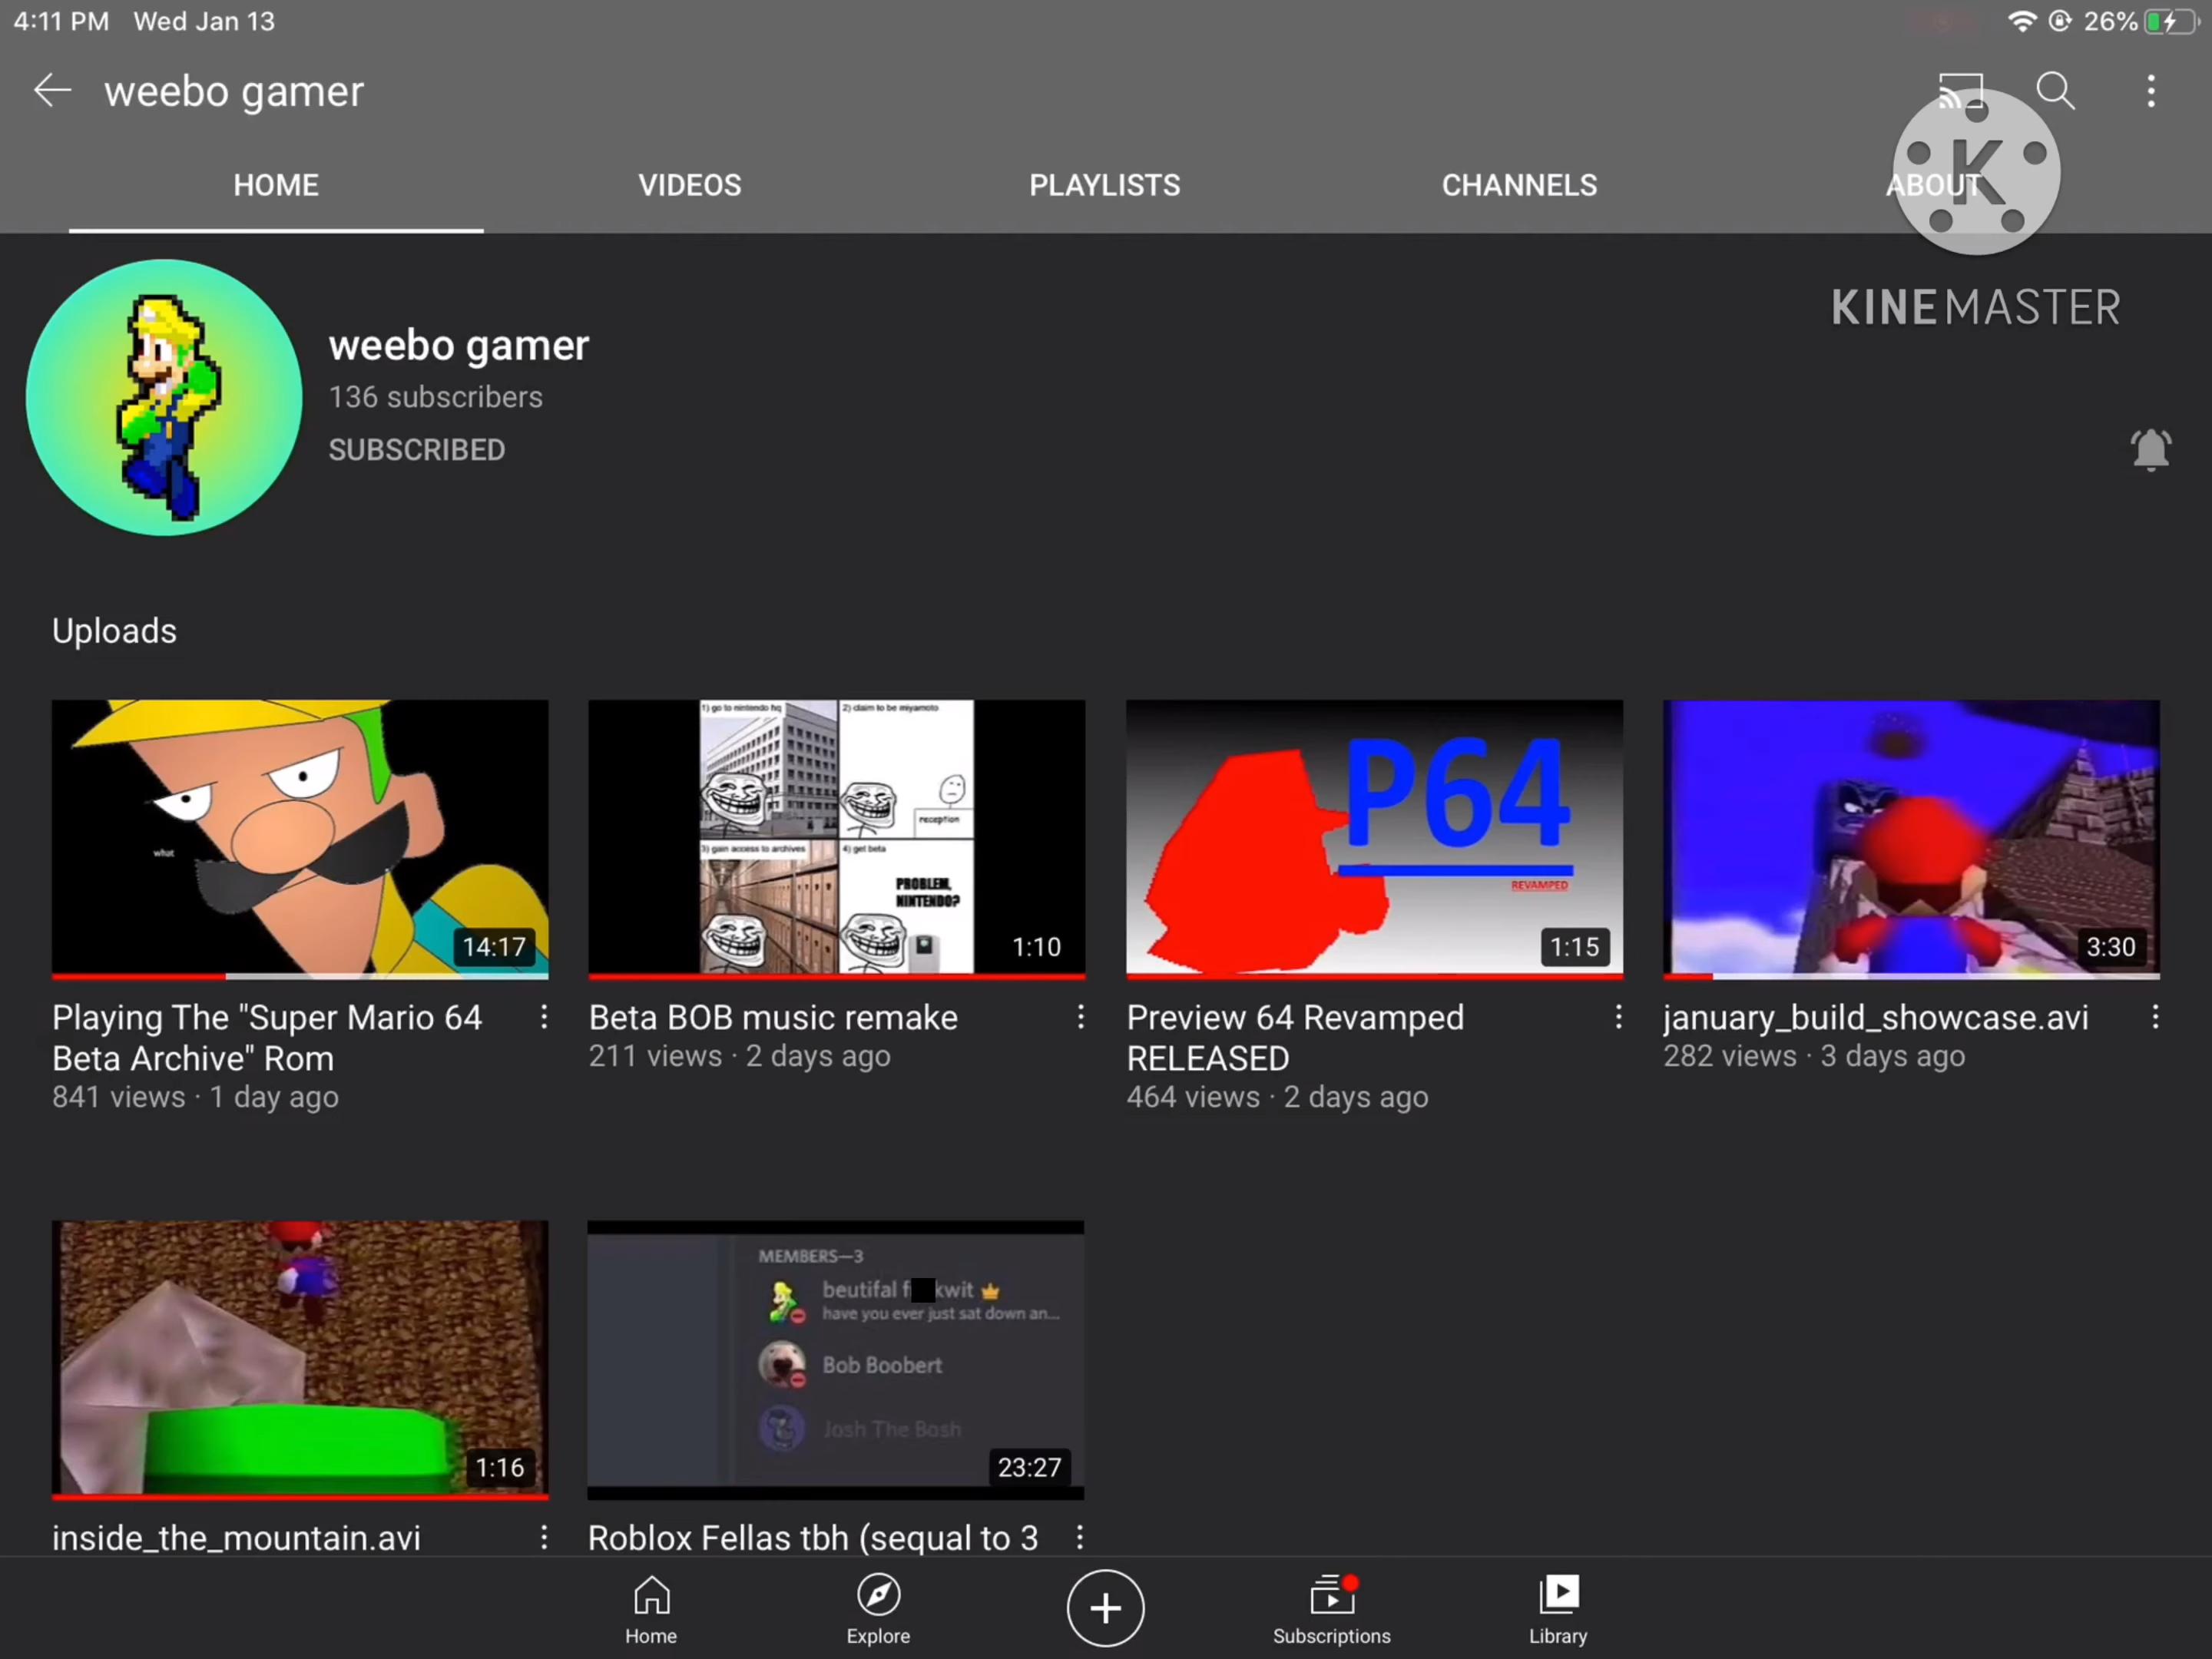 4:11 PM Wed Jan 13
26%
weebo gamer
HOME VIDEOS PLAYLISTS CHANNELS ABOUT
K
KINEMASTER
weebo gamer
136 subscribers
SUBSCRIBED
Uploads
what
14:17
1) go to nintendo hq
2) claim to be miyamoto
reception
3) gain access to archives
4) get beta
PROBLEM,
NINTENDO?
1:10
P64
REVAMPED
1:15
3:30
Playing The "Super Mario 64
Beta Archive" Rom
841 views · 1 day ago
Beta BOB music remake
211 views · 2 days ago
Preview 64 Revamped
RELEASED
464 views · 2 days ago
january_build_showcase.avi
282 views · 3 days ago
1:16
MEMBERS—3
beutifal f kwit
have you ever just sat down an...
Bob Boobert
Josh The Bosh
23:27
inside_the_mountain.avi
Roblox Fellas tbh (sequal to 3
Home Explore Subscriptions Library